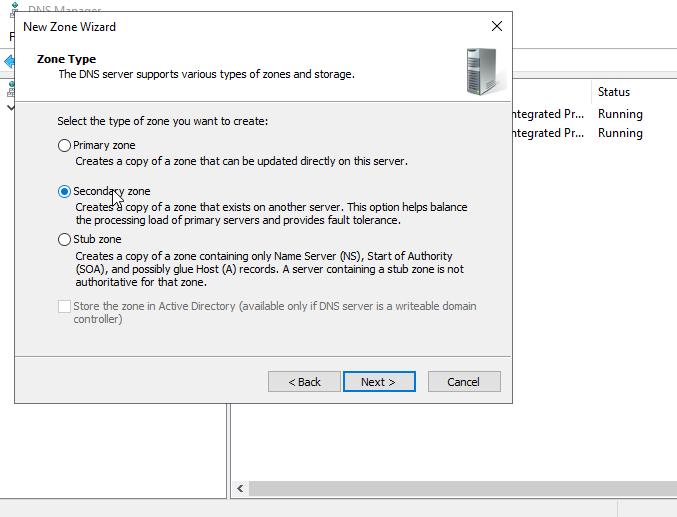 DNS Manager
New Zone Wizard
F
Zone Type
The DNS server supports various types of zones and storage.
Status
Select the type of zone you want to create:
ntegrated Pr... Running
Primary zone
ntegrated Pr... Running
Creates a copy of a zone that can be updated directly on this server.
Secondary zone
Creates a copy of a zone that exists on another server. This option helps balance
the processing load of primary servers and provides fault tolerance.
Stub zone
Creates a copy of a zone containing only Name Server (NS), Start of Authority
(SOA), and possibly glue Host (A) records. A server containing a stub zone is not
authoritative for that zone.
Store the zone in Active Directory (available only if DNS server is a writeable domain
controller)
< Back Next > Cancel